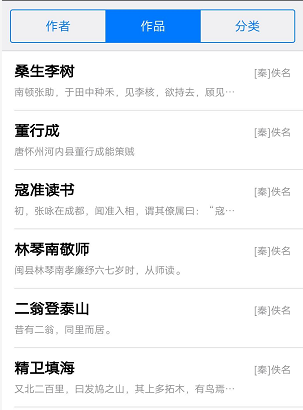 作者 作品 分类
桑生李树 [秦]佚名
南顿张助，于田中种禾，见李核，欲持去，顾见…
董行成 [秦]佚名
唐怀州河内县董行成能策贼
寇准读书 [秦]佚名
初，张咏在成都，闻准入相，谓其僚属曰：“寇…
林琴南敬师 [秦]佚名
闽县林琴南孝廉纾六七岁时，从师读。
二翁登泰山 [秦]佚名
昔有二翁，同里而居。
精卫填海 [秦]佚名
又北二百里，曰发鸠之山，其上多拓木，有鸟焉…